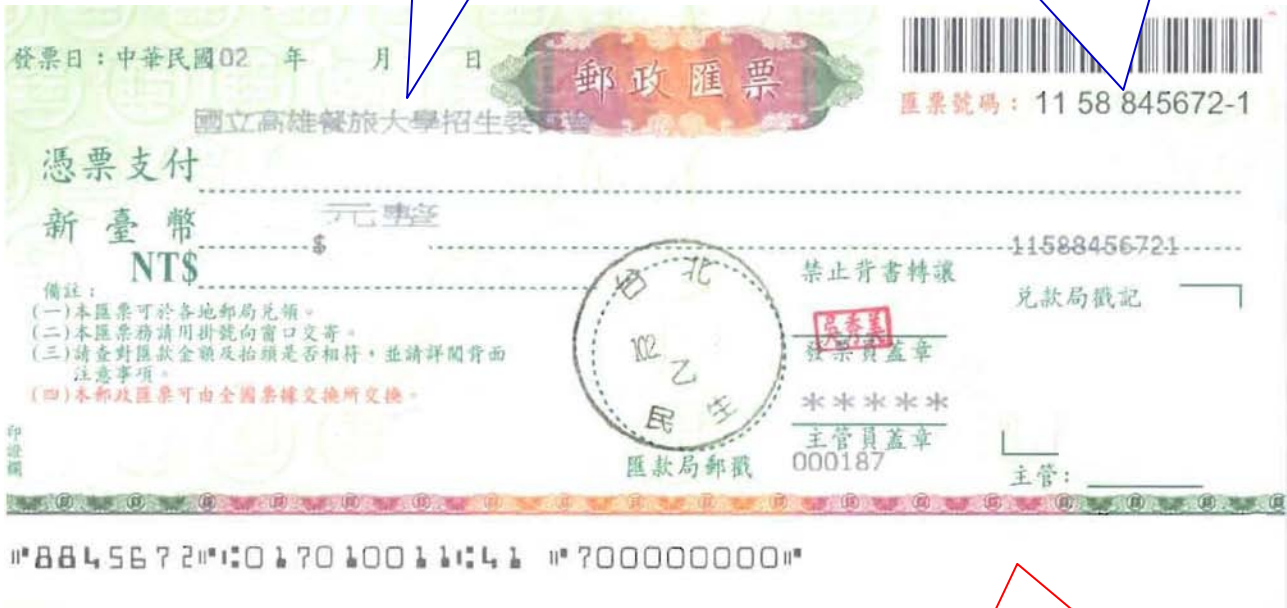 發票日：中華民國02 年 月 日
郵政匯票
匯票號碼： 11 58 845672-1
國立高雄餐旅大學招生委員會
憑票支付
新臺幣 元整
11588456721
NT$ $
備註：
(一)本匯票可於各地郵局兌領。
(二)本匯票務請用掛號向窗口交寄。
(三)請查對匯款金額及抬頭是否相符，並請詳閱背面
注意事項。
(四)本郵政匯票可由全國票據交換所交換。
台北
102
乙
民生
匯款局郵戳
禁止背書轉讓
吳秀美
發票員蓋章
*****
主管員蓋章
000187
兌款局戳記
主管：
印證欄
⑈8845672⑈⑆017010011⑆41 ⑈700000000⑈